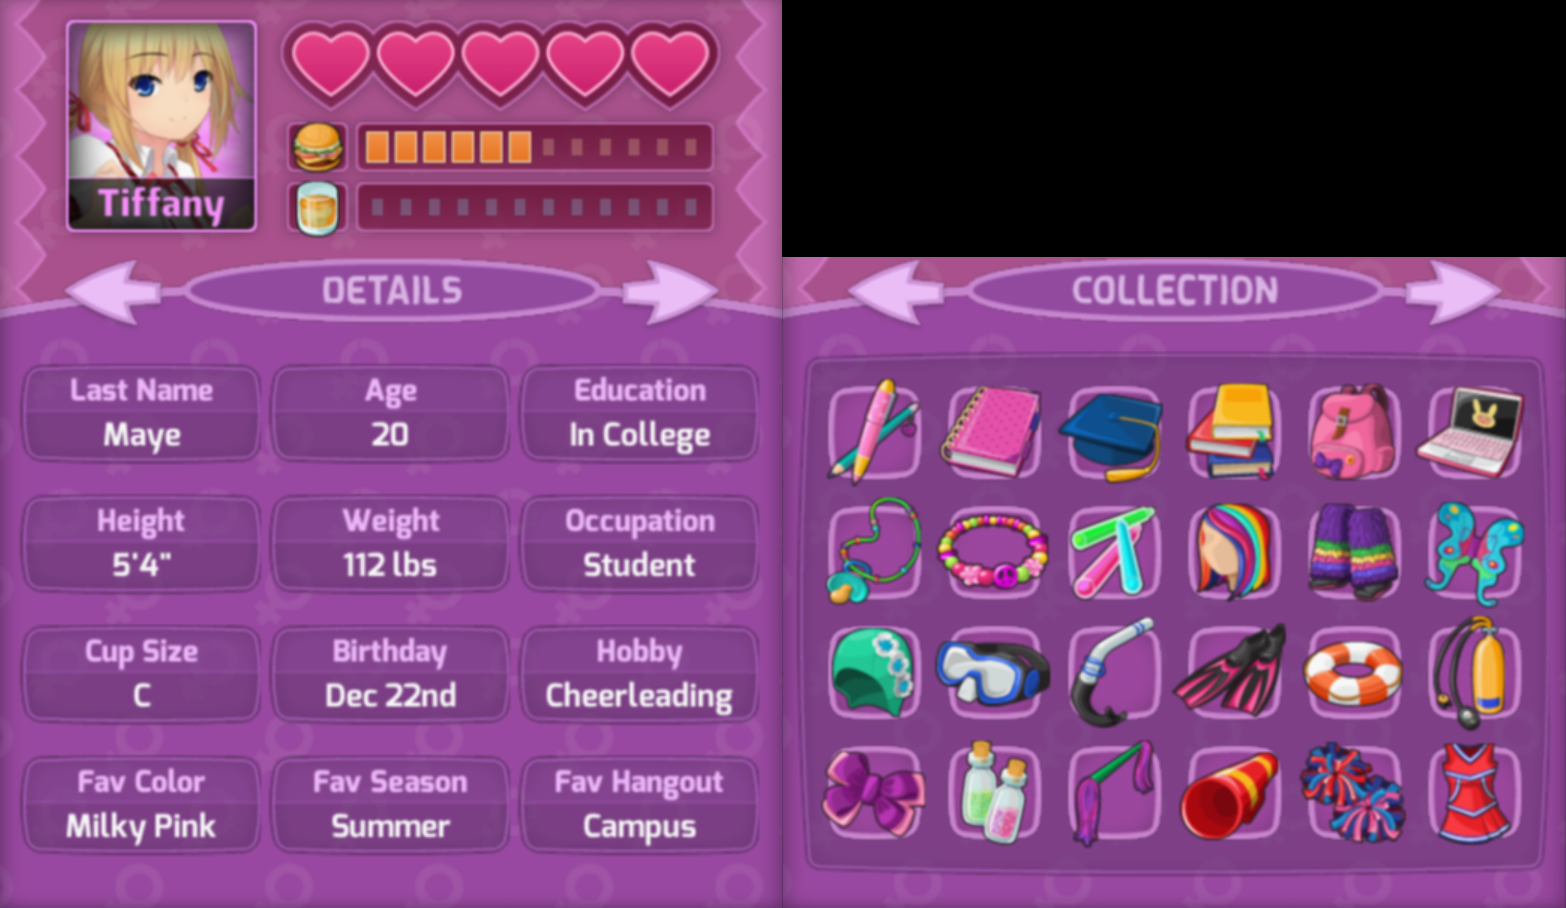 Tiffany
DETAILS
Last Name
Maye
Age
20
Education
In College
Height
5'4"
Weight
112 lbs
Occupation
Student
Cup Size
C
Birthday
Dec 22nd
Hobby
Cheerleading
Fav Color
Milky Pink
Fav Season
Summer
Fav Hangout
Campus
COLLECTION